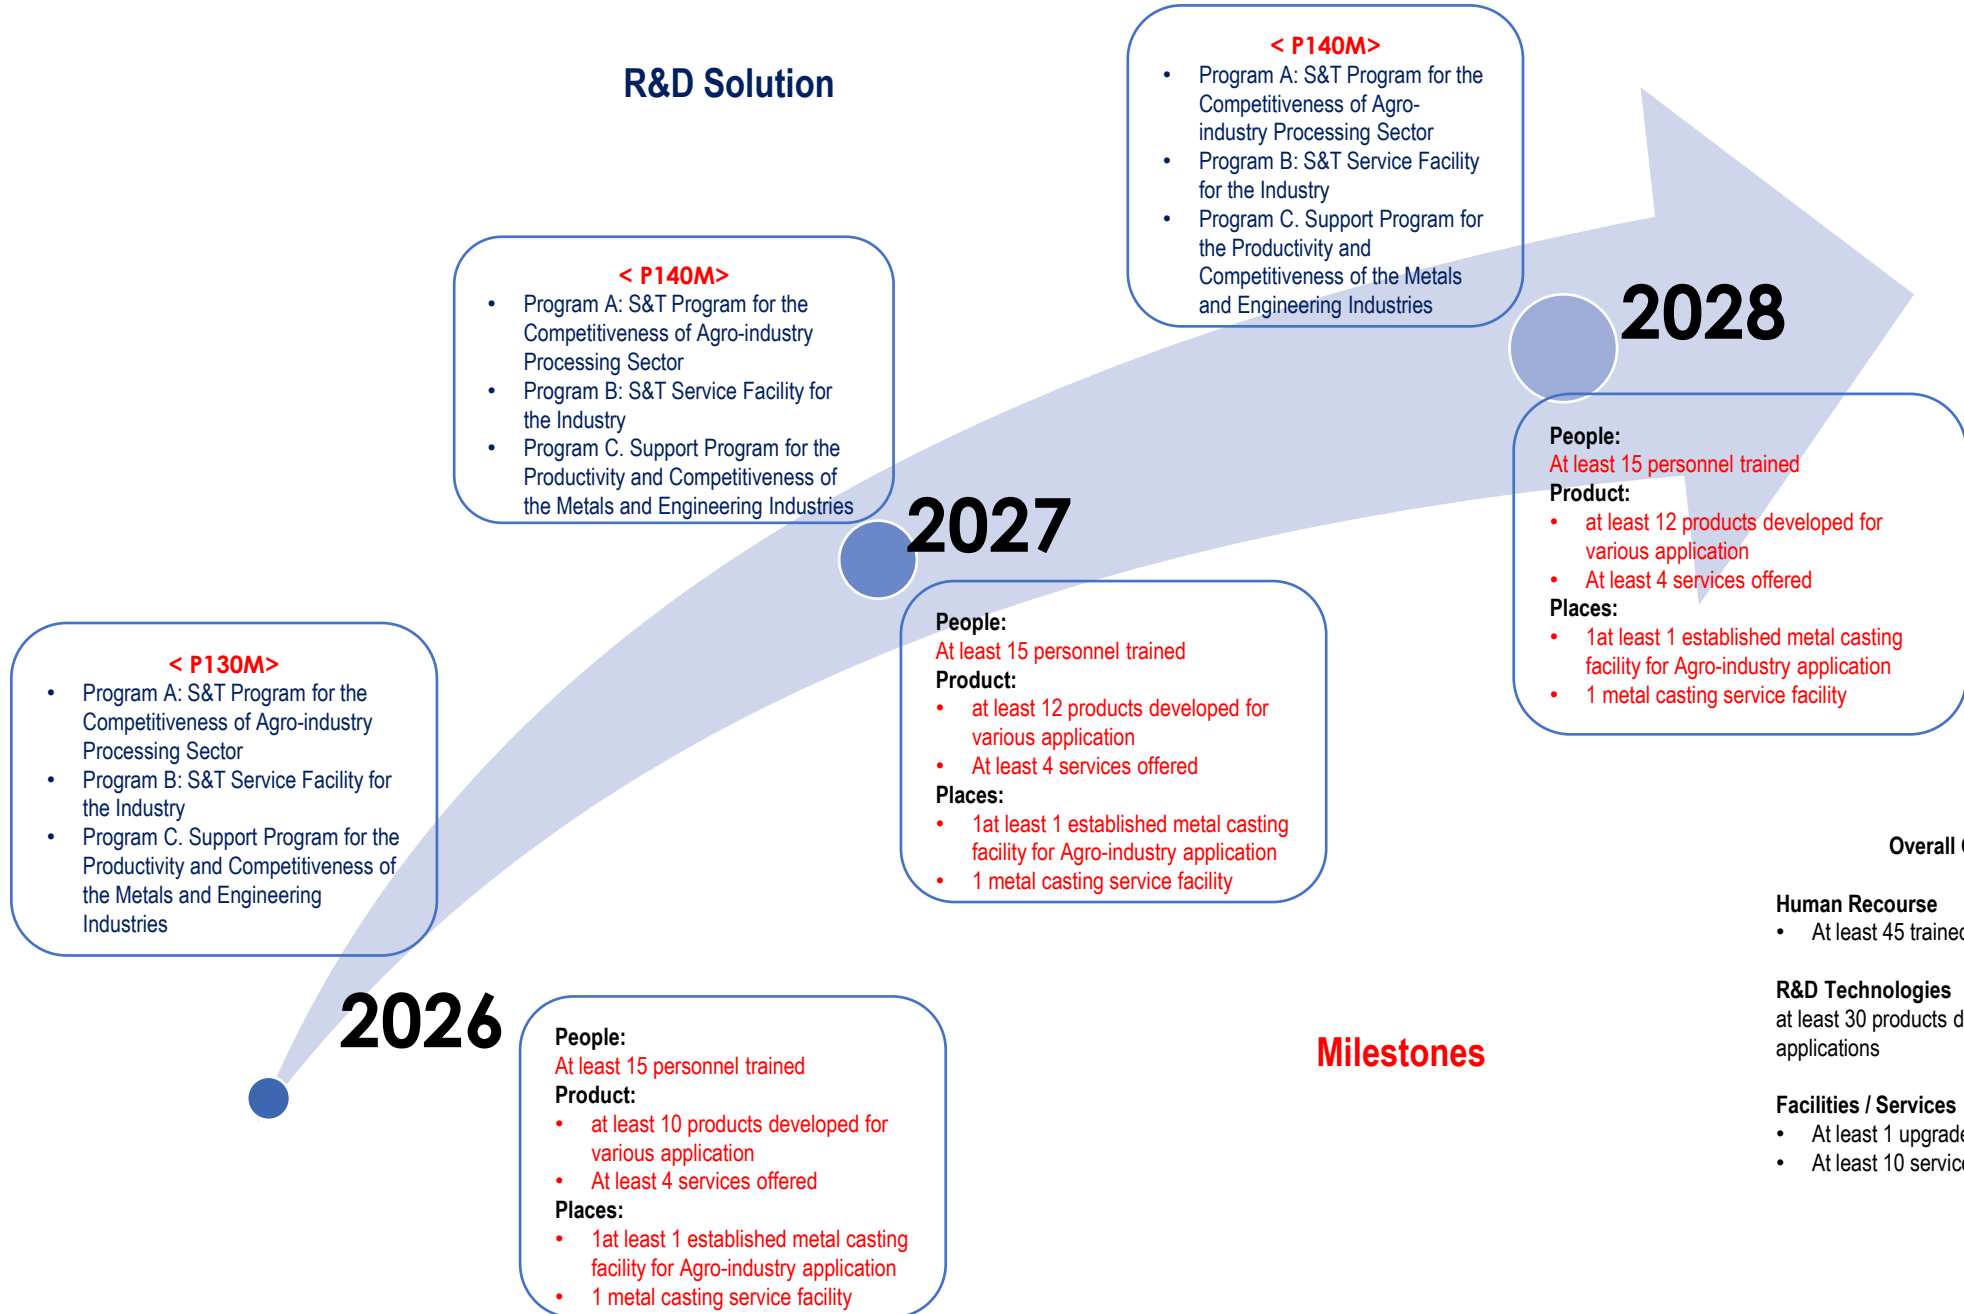 R&D Solution
< P140M>
• Program A: S&T Program for the
Competitiveness of Agro-
industry Processing Sector
• Program B: S&T Service Facility
for the Industry
• Program C. Support Program for
the Productivity and
Competitiveness of the Metals
and Engineering Industries
2028
People:
At least 15 personnel trained
Product:
• at least 12 products developed for
various application
• At least 4 services offered
Places:
• 1at least 1 established metal casting
facility for Agro-industry application
• 1 metal casting service facility
< P140M>
• Program A: S&T Program for the
Competitiveness of Agro-industry
Processing Sector
• Program B: S&T Service Facility for
the Industry
• Program C. Support Program for the
Productivity and Competitiveness of
the Metals and Engineering Industries
2027
People:
At least 15 personnel trained
Product:
• at least 12 products developed for
various application
• At least 4 services offered
Places:
• 1at least 1 established metal casting
facility for Agro-industry application
• 1 metal casting service facility
< P130M>
• Program A: S&T Program for the
Competitiveness of Agro-industry
Processing Sector
• Program B: S&T Service Facility for
the Industry
• Program C. Support Program for the
Productivity and Competitiveness of
the Metals and Engineering
Industries
2026
People:
At least 15 personnel trained
Product:
• at least 10 products developed for
various application
• At least 4 services offered
Places:
• 1at least 1 established metal casting
facility for Agro-industry application
• 1 metal casting service facility
Milestones
Overall
Human Recourse
• At least 45
R&D Technologies
at least 30 products
applications
Facilities / Services
• At least 1
• At least 10